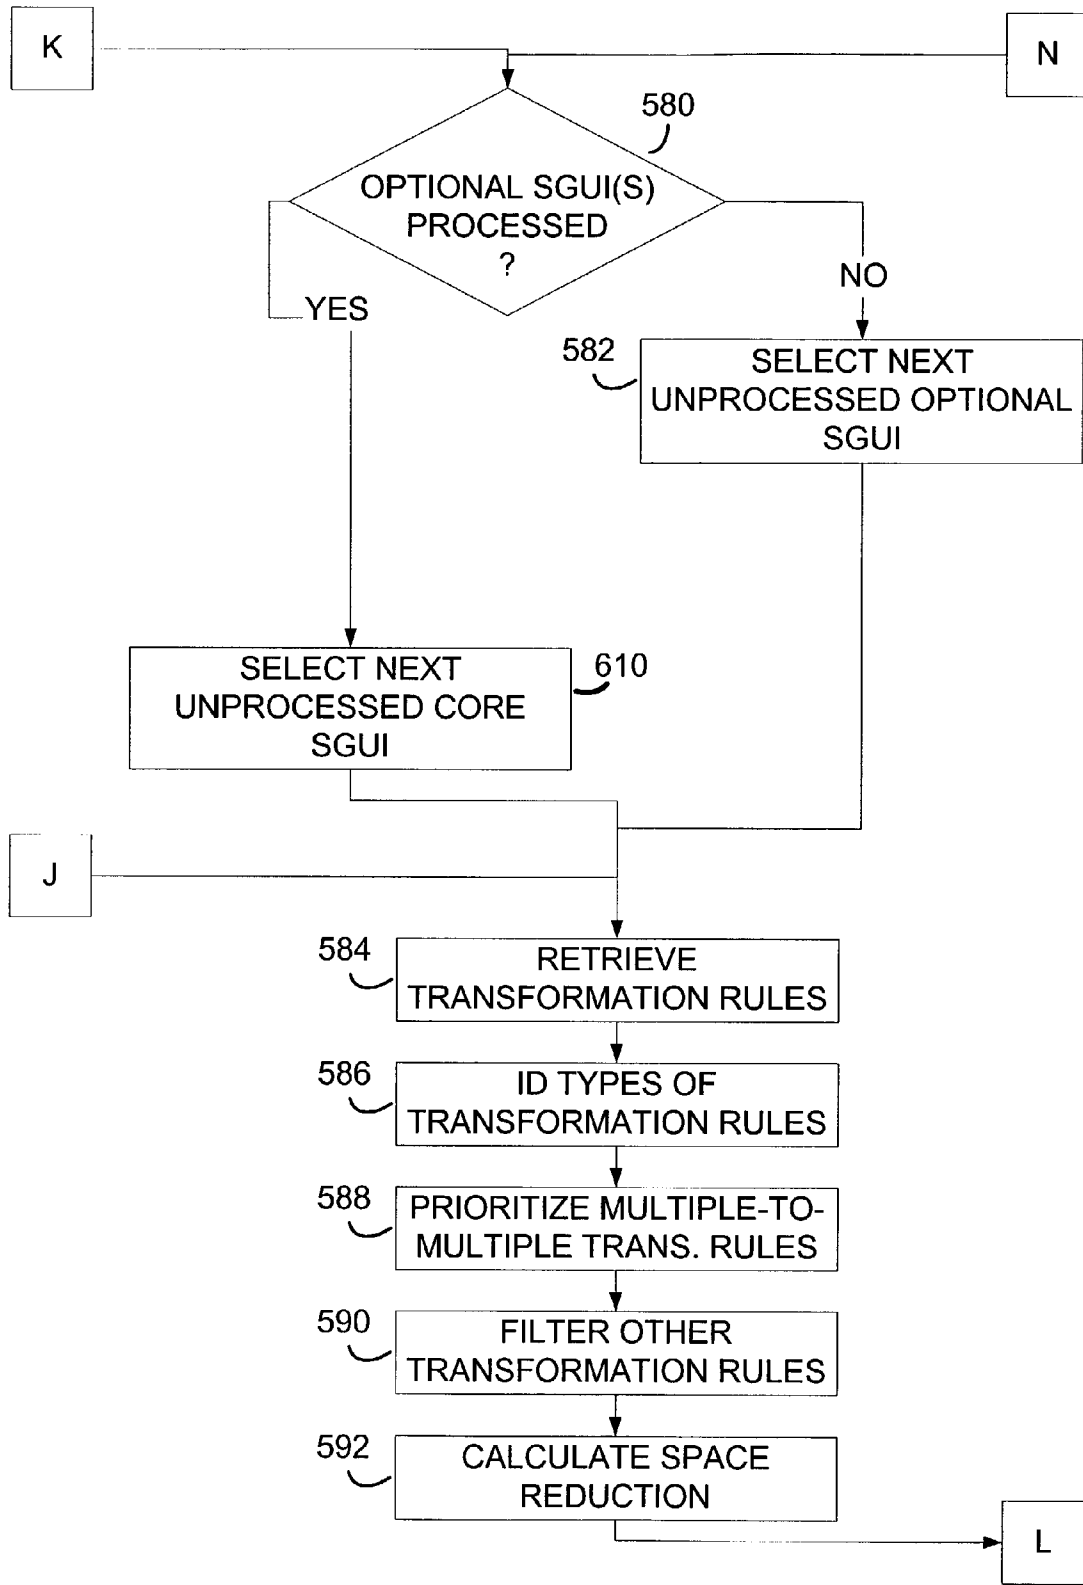 K
N
580
OPTIONAL SGUI(S)
PROCESSED
?
YES
NO
582
SELECT NEXT
UNPROCESSED OPTIONAL
SGUI
SELECT NEXT
UNPROCESSED CORE
SGUI
610
J
584
RETRIEVE
TRANSFORMATION RULES
586
ID TYPES OF
TRANSFORMATION RULES
588
PRIORITIZE MULTIPLE-TO-
MULTIPLE TRANS. RULES
590
FILTER OTHER
TRANSFORMATION RULES
592
CALCULATE SPACE
REDUCTION
L